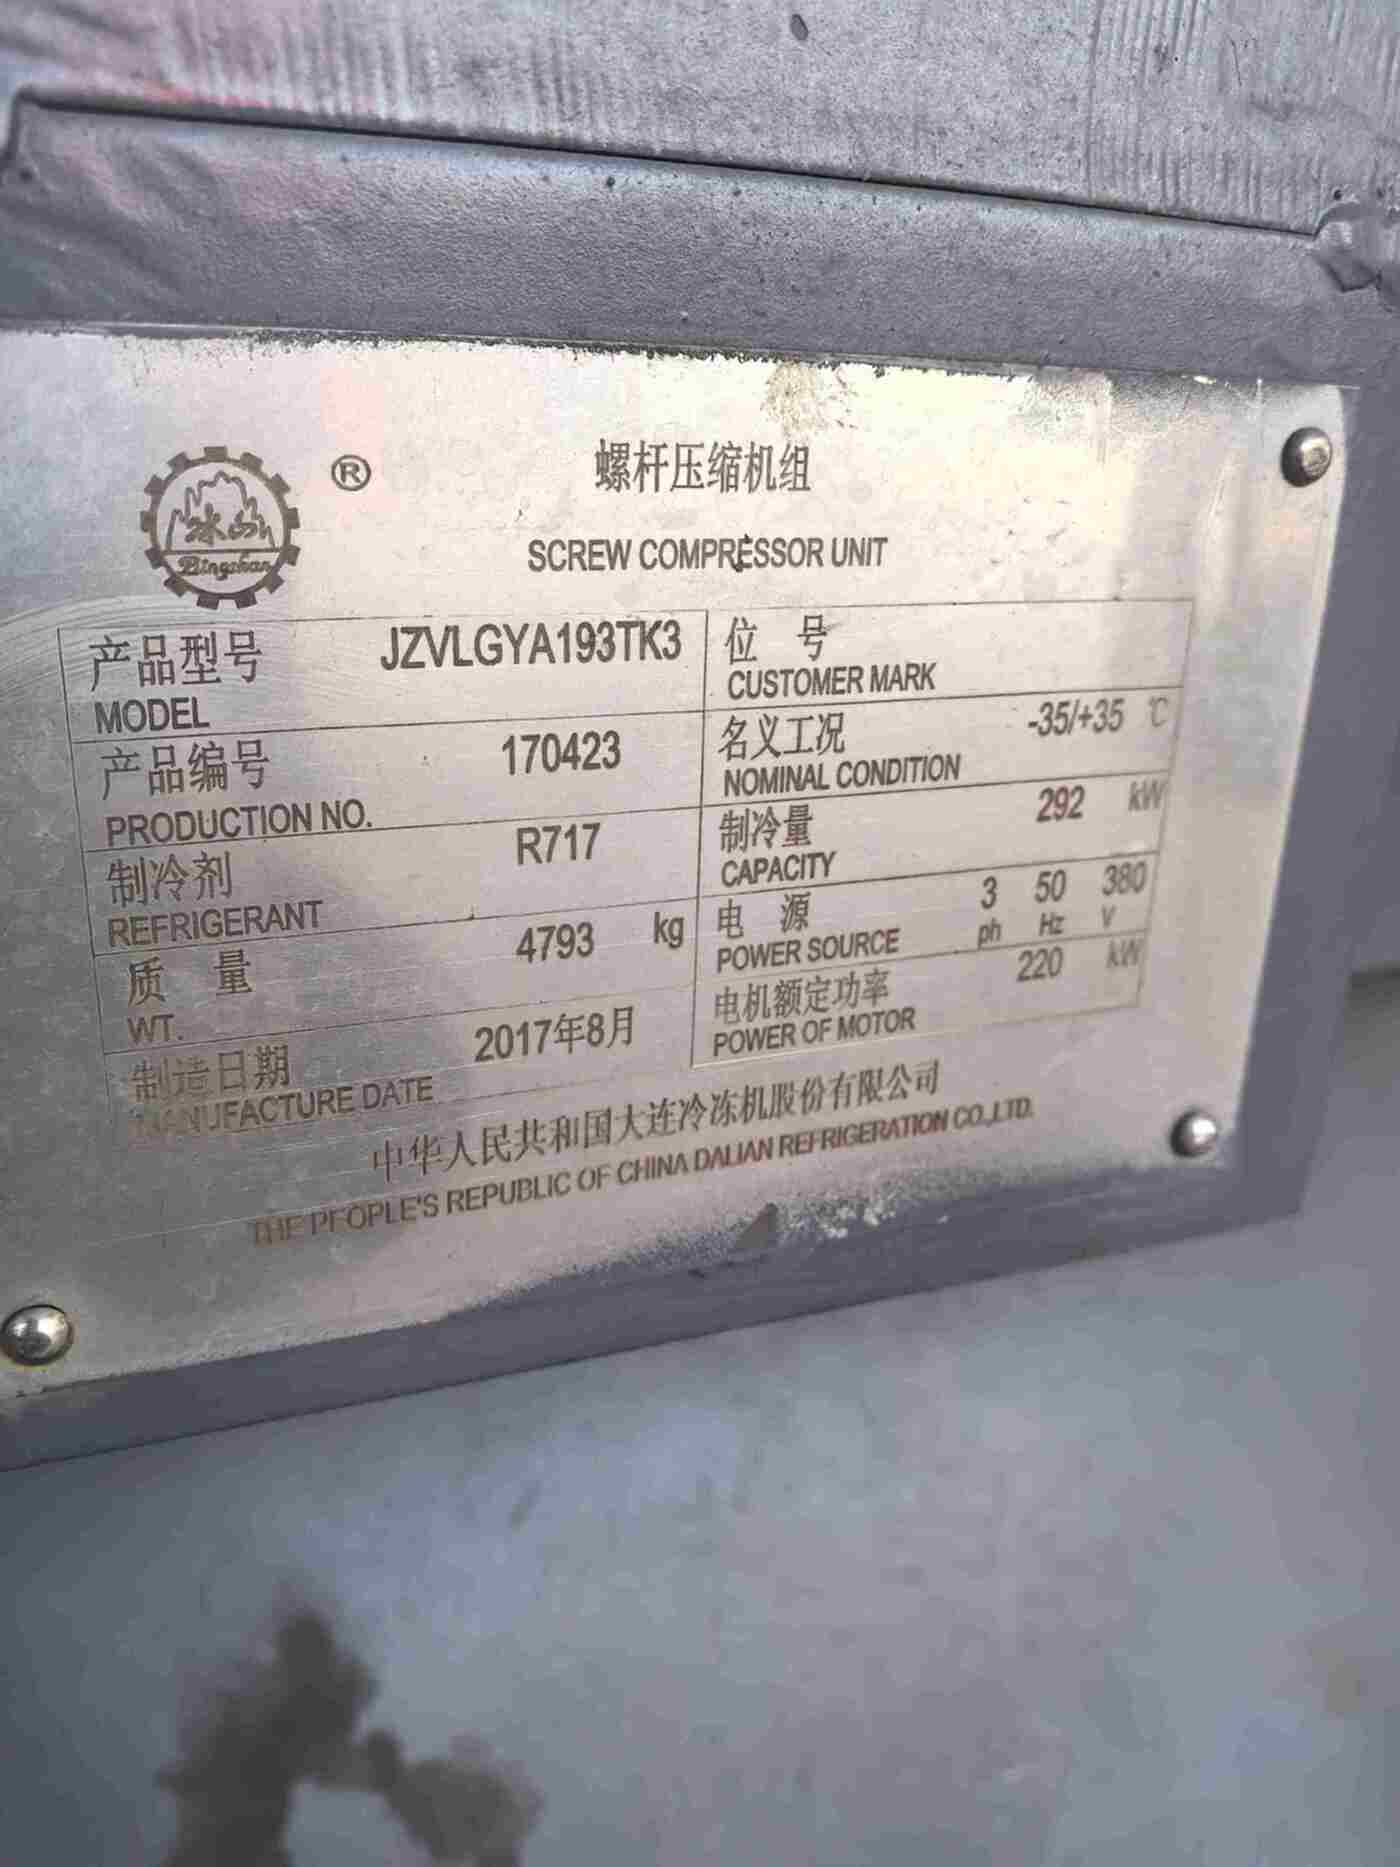 冰山
Bingshan
®
螺杆压缩机组
SCREW COMPRESSOR UNIT
产品型号 JZVLGYA193TK3
MODEL
产品编号 170423
PRODUCTION NO.
制冷剂 R717
REFRIGERANT
质 量 4793 kg
WT.
制造日期 2017年8月
MANUFACTURE DATE
位 号
CUSTOMER MARK
名义工况 -35/+35 ℃
NOMINAL CONDITION
制冷量 292 kW
CAPACITY
电 源 3 50 380
POWER SOURCE ph Hz V
电机额定功率 220 kW
POWER OF MOTOR
中华人民共和国大连冷冻机股份有限公司
THE PEOPLE'S REPUBLIC OF CHINA DALIAN REFRIGERATION CO.,LTD.